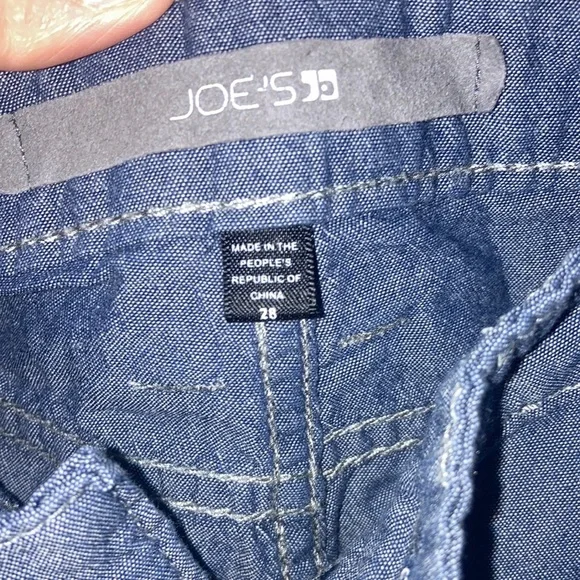 JOE'S
MADE IN THE
PEOPLE'S
REPUBLIC OF
CHINA
28